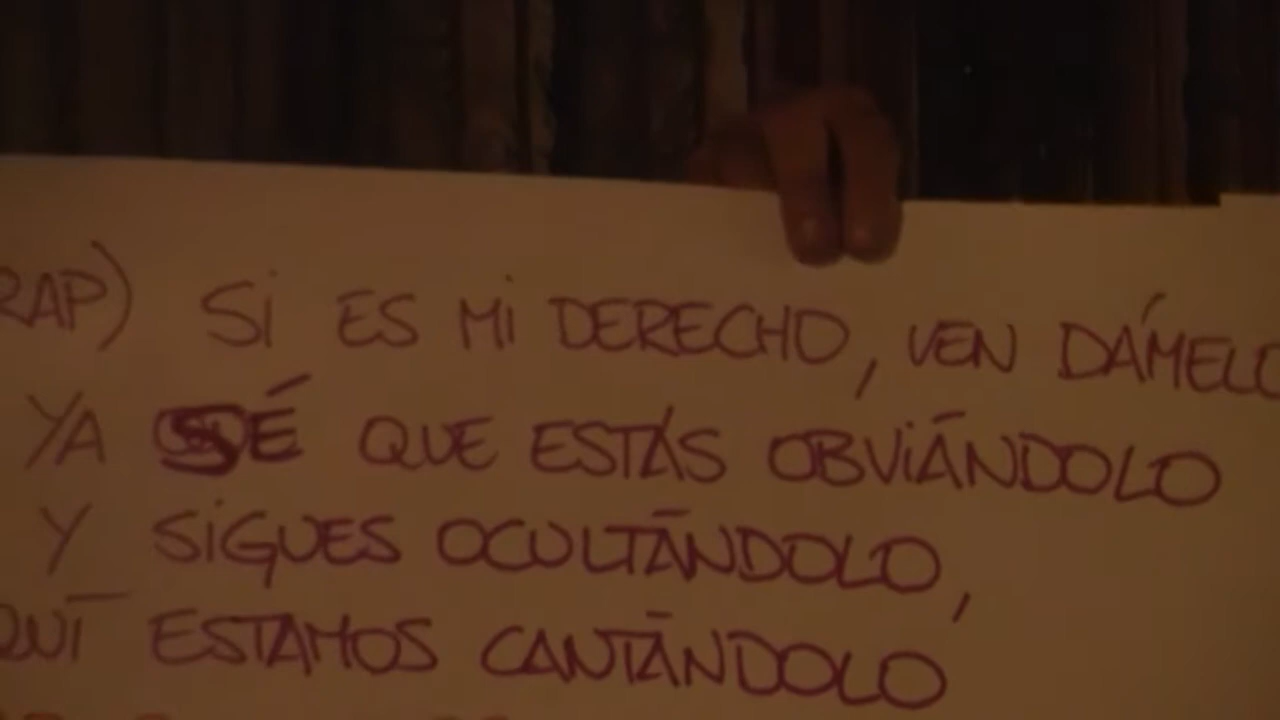 RAP) SI ES MI DERECHO, VEN DÁMELO
YA SÉ QUE ESTÁS OBVIÁNDOLO
Y SIGUES OCULTÁNDOLO,
QUÍ ESTAMOS CANTÁNDOLO